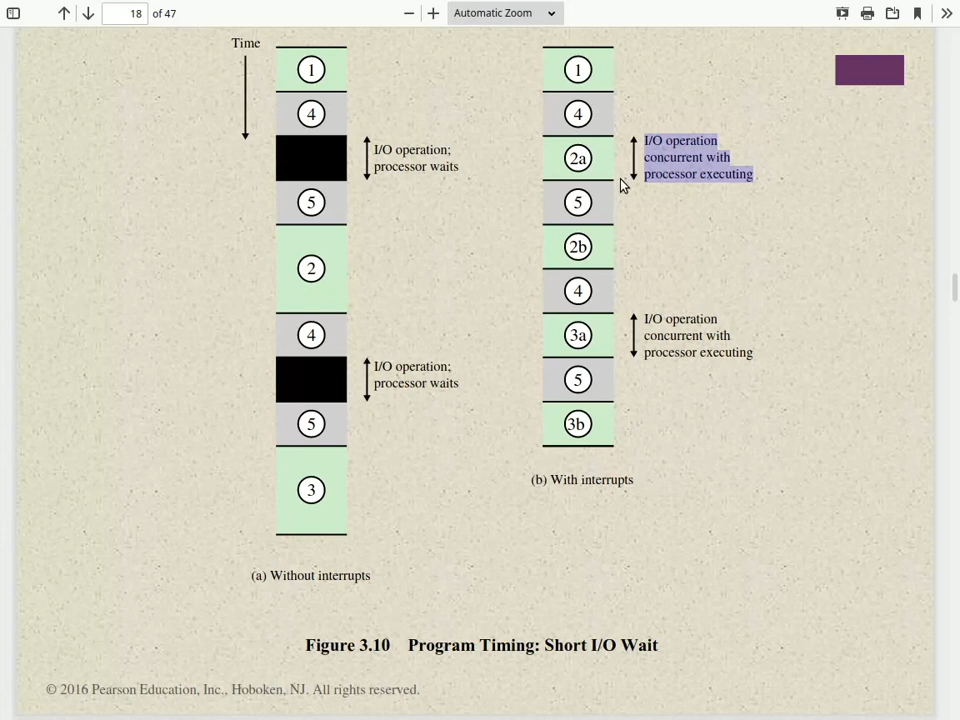 18 of 47
Automatic Zoom
Time
1
4
I/O operation;
processor waits
5
2
4
I/O operation;
processor waits
5
3
(a) Without interrupts
1
4
2a
I/O operation
concurrent with
processor executing
5
2b
4
3a
I/O operation
concurrent with
processor executing
5
3b
(b) With interrupts
Figure 3.10 Program Timing: Short I/O Wait
© 2016 Pearson Education, Inc., Hoboken, NJ. All rights reserved.